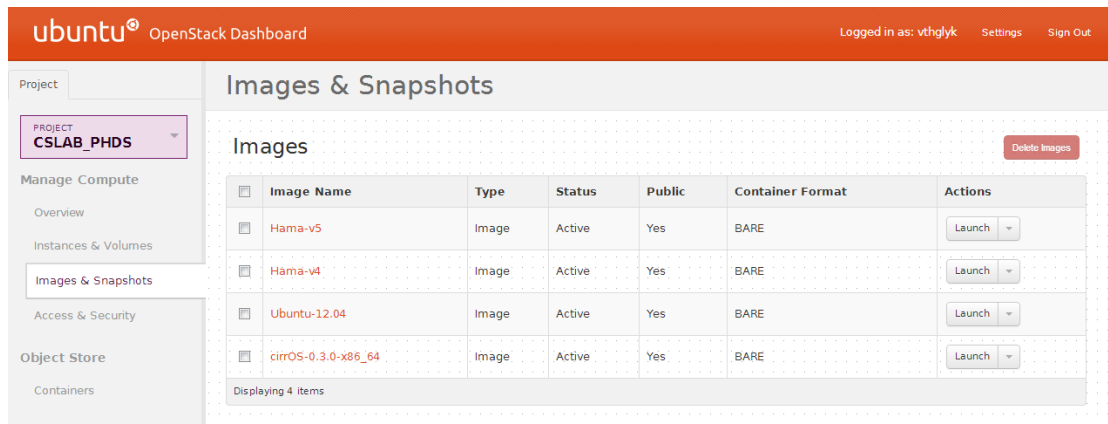 ubuntu OpenStack Dashboard
Logged in as: vthglyk Settings Sign Out
Project
PROJECT
CSLAB_PHDS
Manage Compute
Overview
Instances & Volumes
Images & Snapshots
Access & Security
Object Store
Containers
Images & Snapshots
Images
Delete Images
Image Name Type Status Public Container Format Actions
Hama-v5 Image Active Yes BARE Launch
Hama-v4 Image Active Yes BARE Launch
Ubuntu-12.04 Image Active Yes BARE Launch
cirrOS-0.3.0-x86_64 Image Active Yes BARE Launch
Displaying 4 items